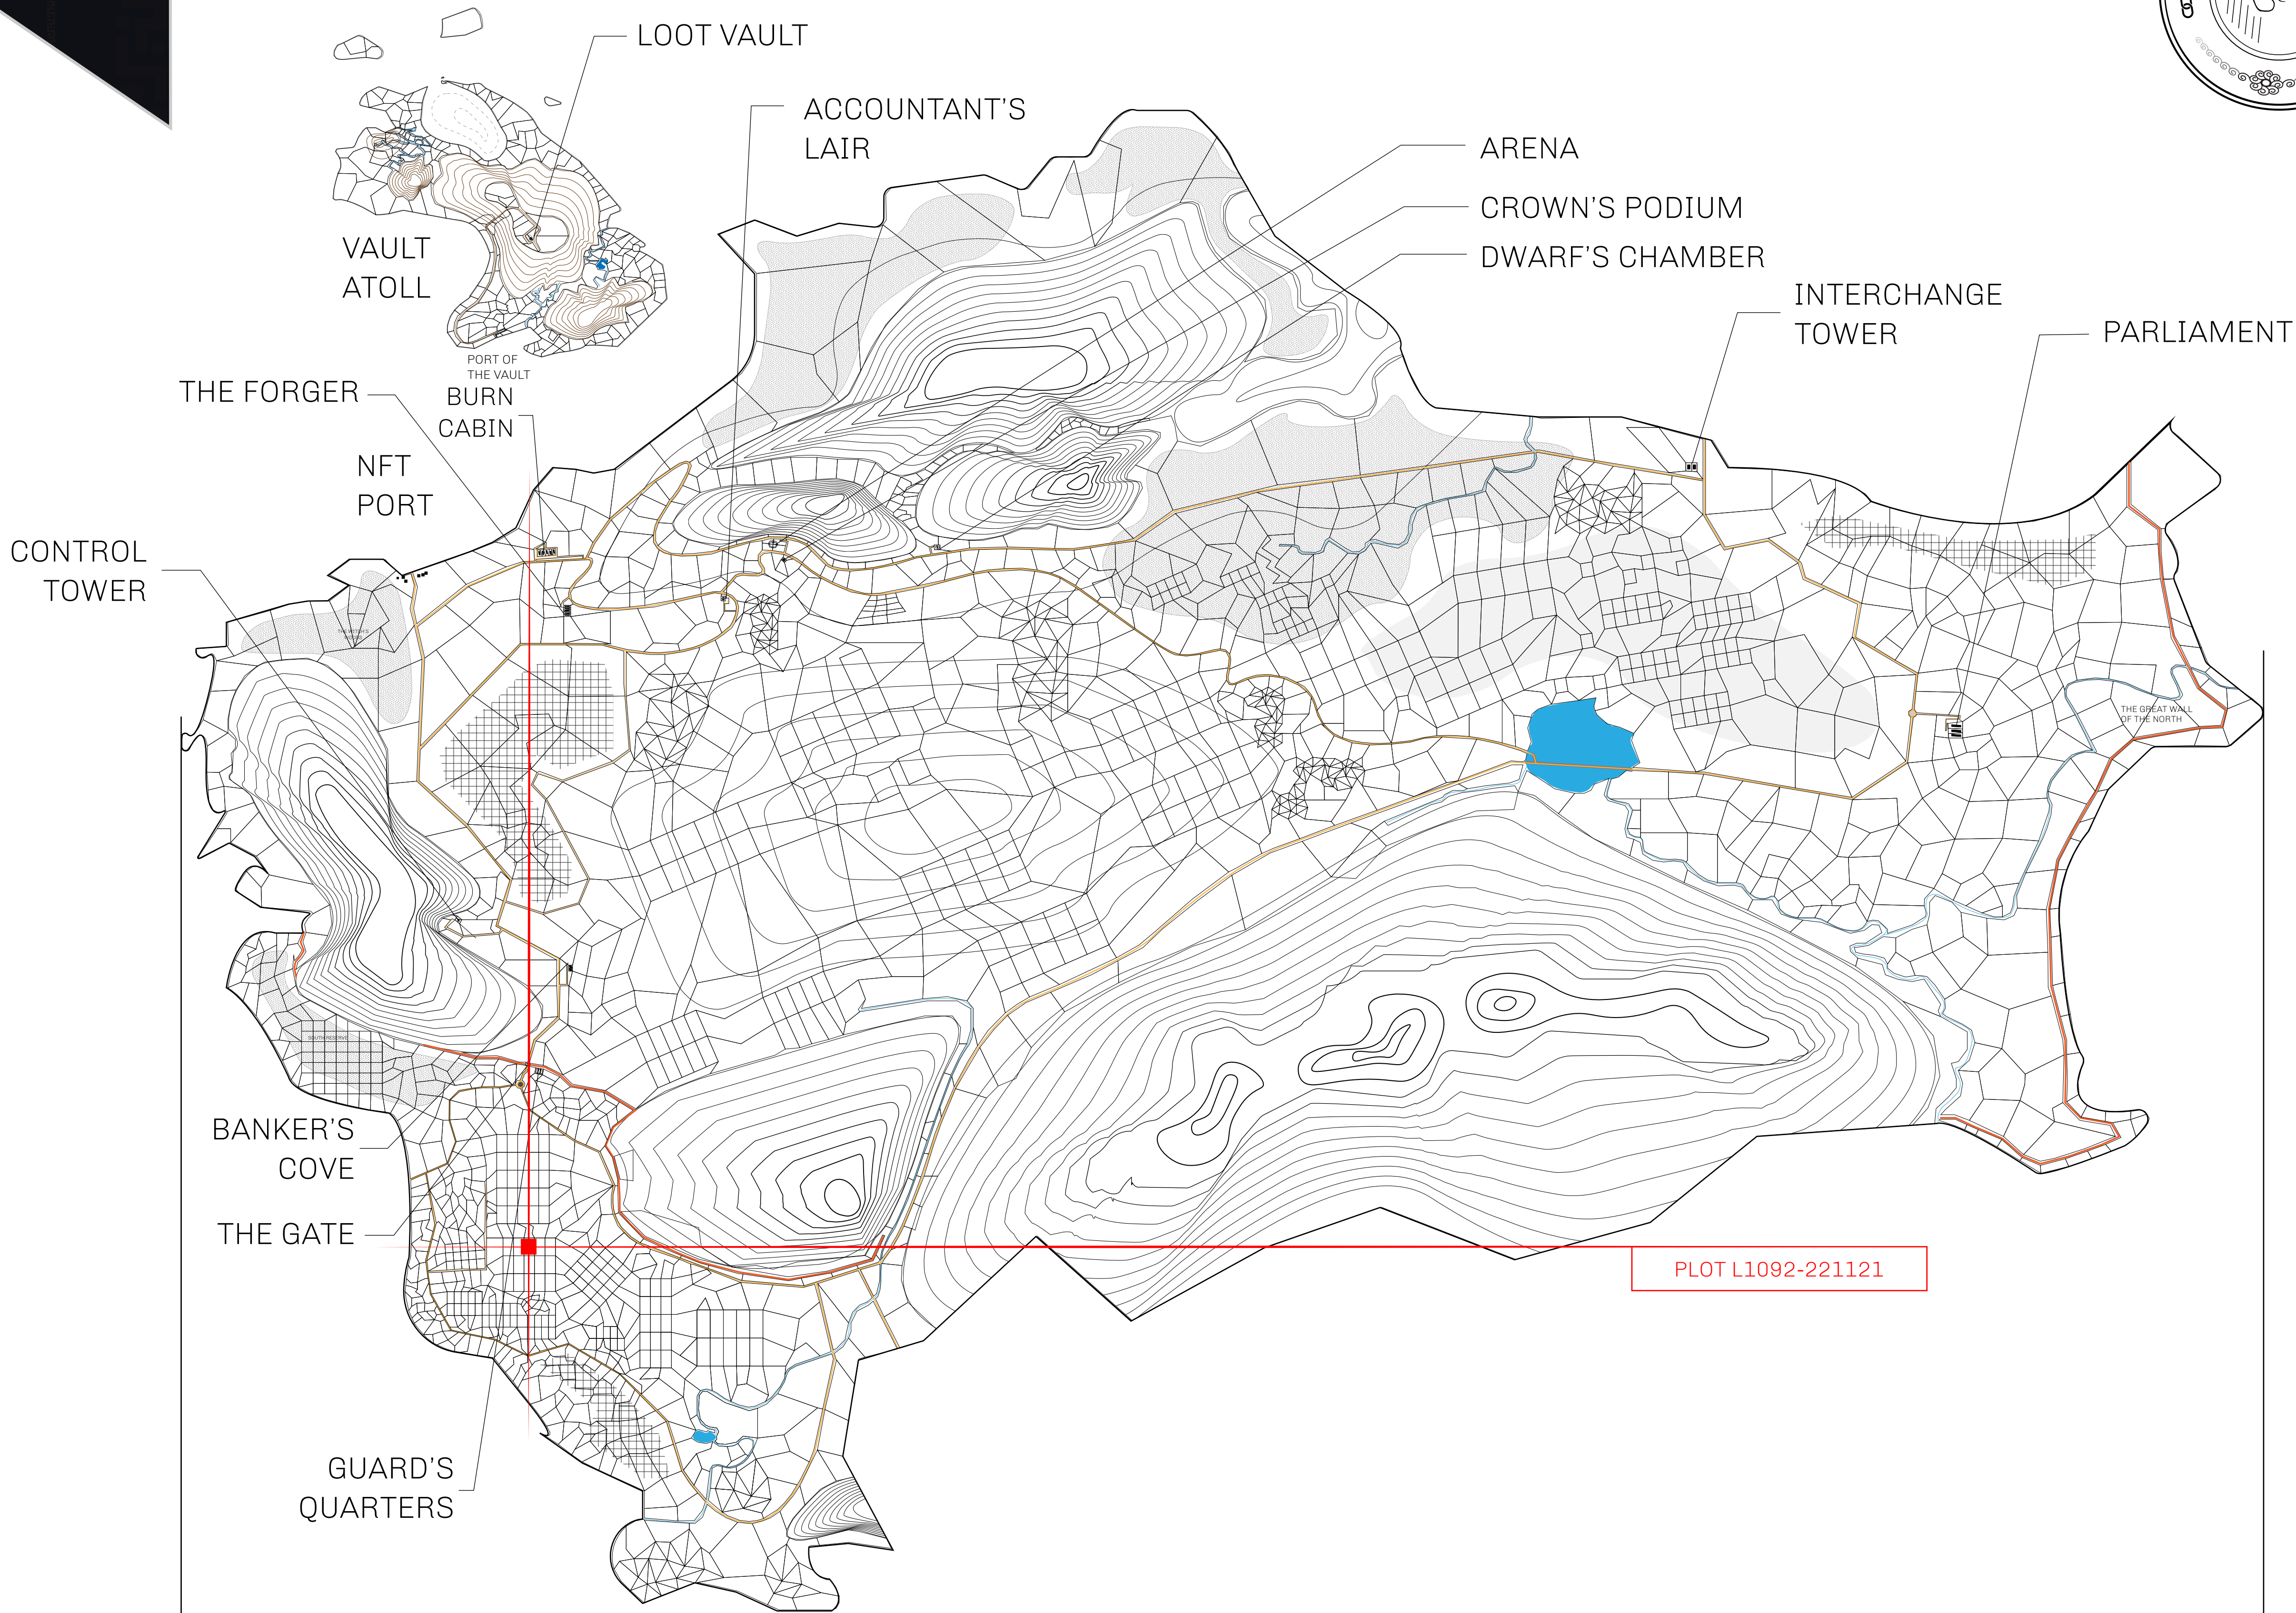 LOOT VAULT
ACCOUNTANT'S
LAIR
ARENA
CROWN'S PODIUM
DWARF'S CHAMBER
VAULT
ATOLL
INTERCHANGE
TOWER
PARLIAMENT
PORT OF
THE VAULT
THE FORGER
BURN
CABIN
NFT
PORT
CONTROL
TOWER
THE GREAT WALL
OF THE NORTH
SOUTH RESERVE
BANKER'S
COVE
THE GATE
PLOT L1092-221121
GUARD'S
QUARTERS